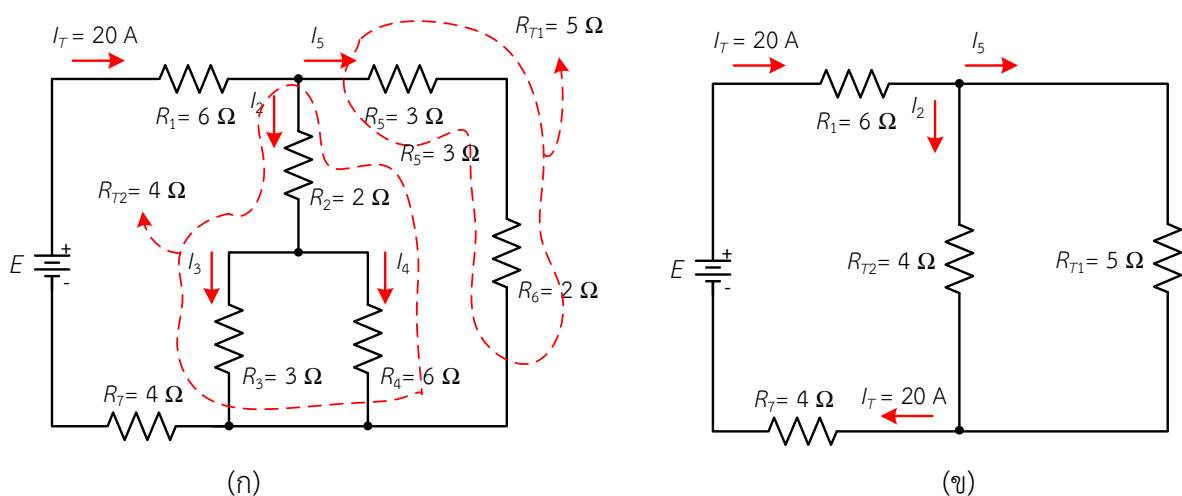 I_T = 20 A
I_5
R_T1= 5 Ω
R_1= 6 Ω
I_2
R_5= 3 Ω
R_5= 3 Ω
R_T2= 4 Ω
R_2= 2 Ω
E
+
-
I_3
I_4
R_6= 2 Ω
R_3= 3 Ω
R_4= 6 Ω
R_7= 4 Ω
(ก)
I_T = 20 A
I_5
R_1= 6 Ω
I_2
E
+
-
R_T2= 4 Ω
R_T1= 5 Ω
R_7= 4 Ω
I_T = 20 A
(ข)